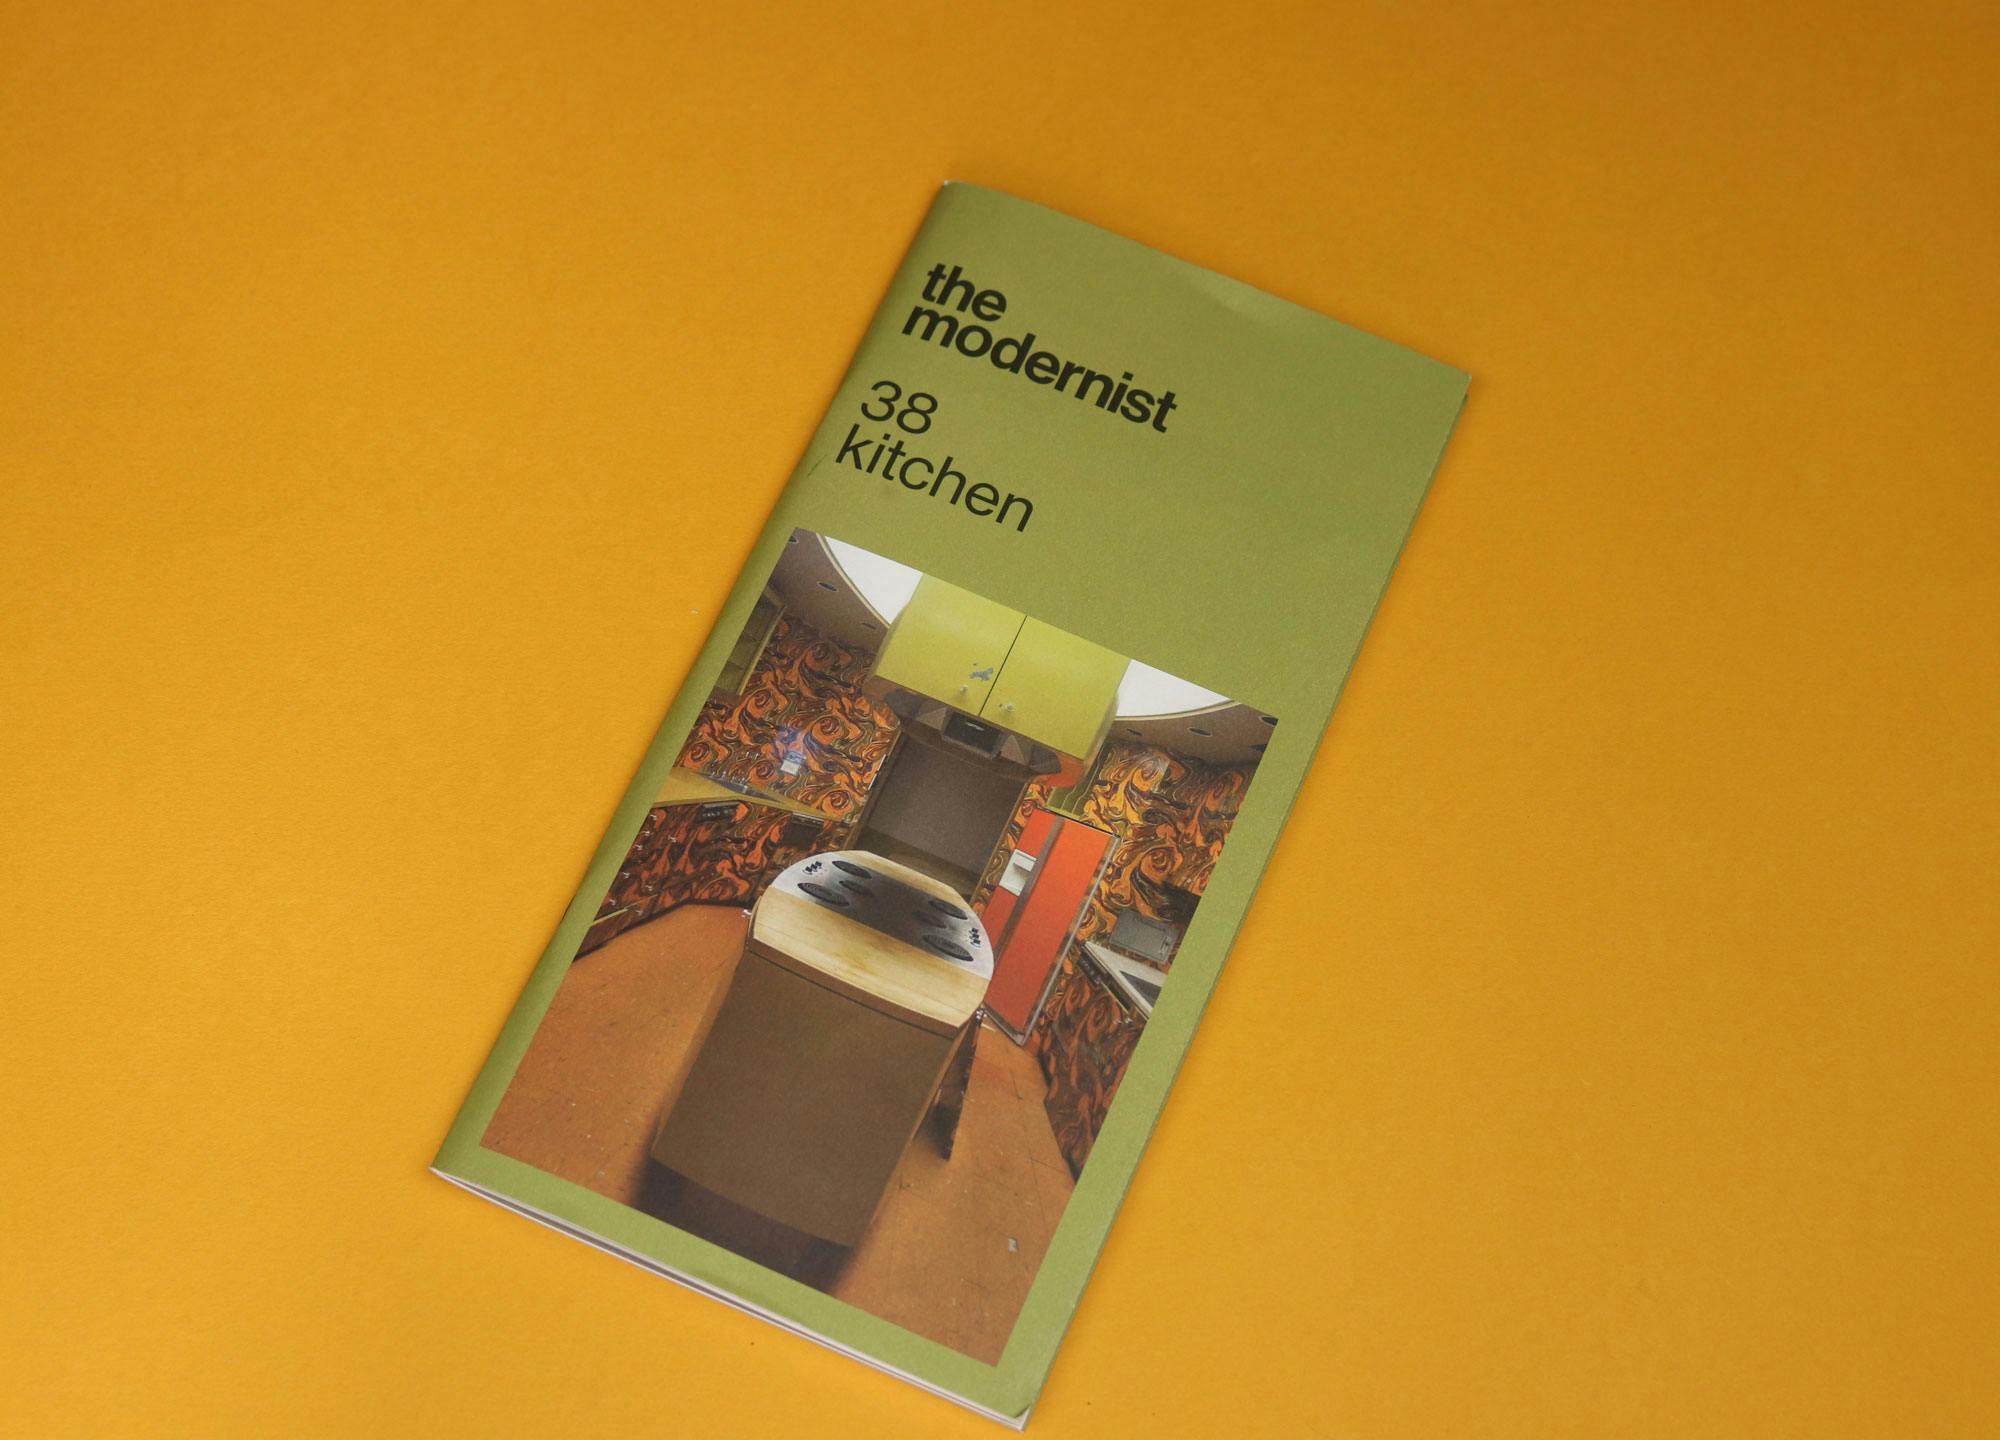 the
modernist
38
kitchen